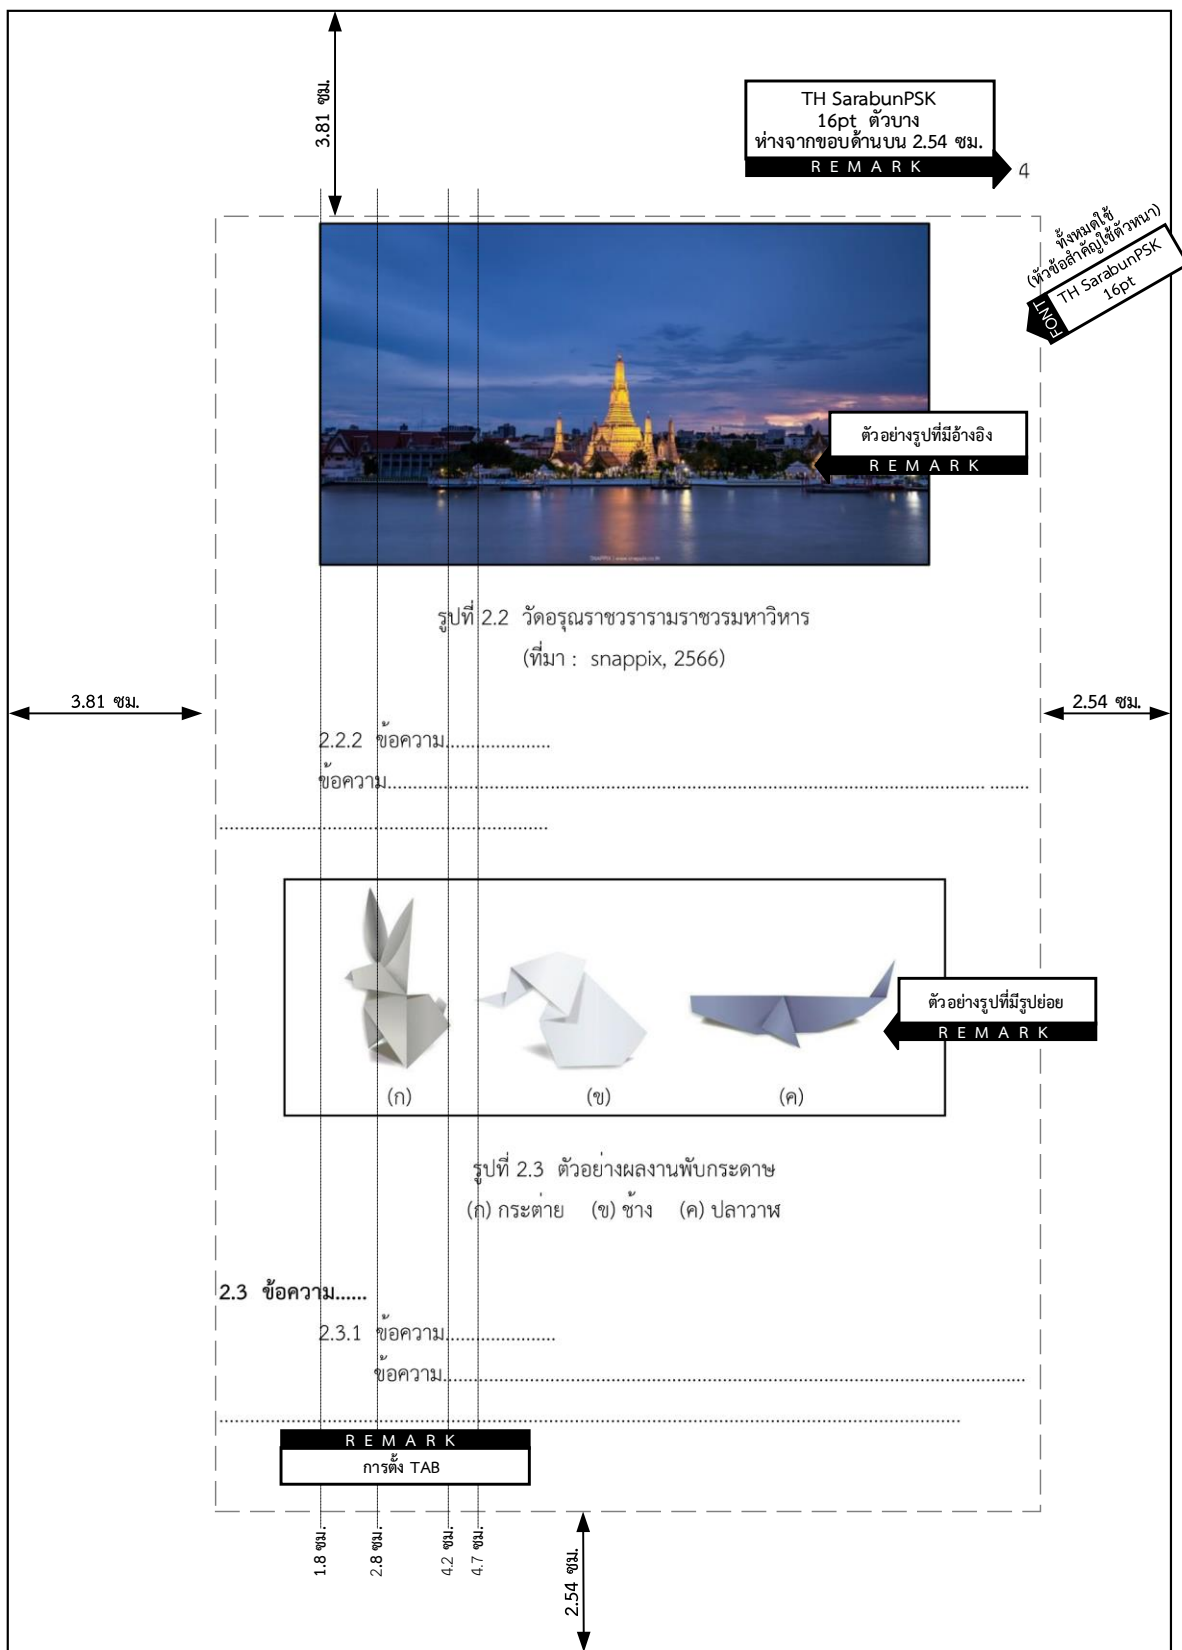 3.81 ซม.
TH SarabunPSK
16pt ตัวบาง
ห่างจากขอบด้านบน 2.54 ซม.
REMARK
4
ทั้งหมดใช้
(หัวข้อสำคัญใช้ตัวหนา)
TH SarabunPSK
16pt
FONT
ตัวอย่างรูปที่มีอ้างอิง
REMARK
รูปที่ 2.2 วัดอรุณราชวรารามราชวรมหาวิหาร
(ที่มา : snappix, 2566)
3.81 ซม.
2.54 ซม.
2.2.2 ข้อความ.....................
ข้อความ.................................................................................................... ........
.......................................................
ตัวอย่างรูปที่มีรูปย่อย
REMARK
(ก) (ข) (ค)
รูปที่ 2.3 ตัวอย่างผลงานพับกระดาษ
(ก) กระต่าย (ข) ช้าง (ค) ปลาวาฬ
2.3 ข้อความ......
2.3.1 ข้อความ......................
ข้อความ.................................................................................................
............................................................................................................................
REMARK
การตั้ง TAB
1.8 ซม.
2.8 ซม.
4.2 ซม.
4.7 ซม.
2.54 ซม.